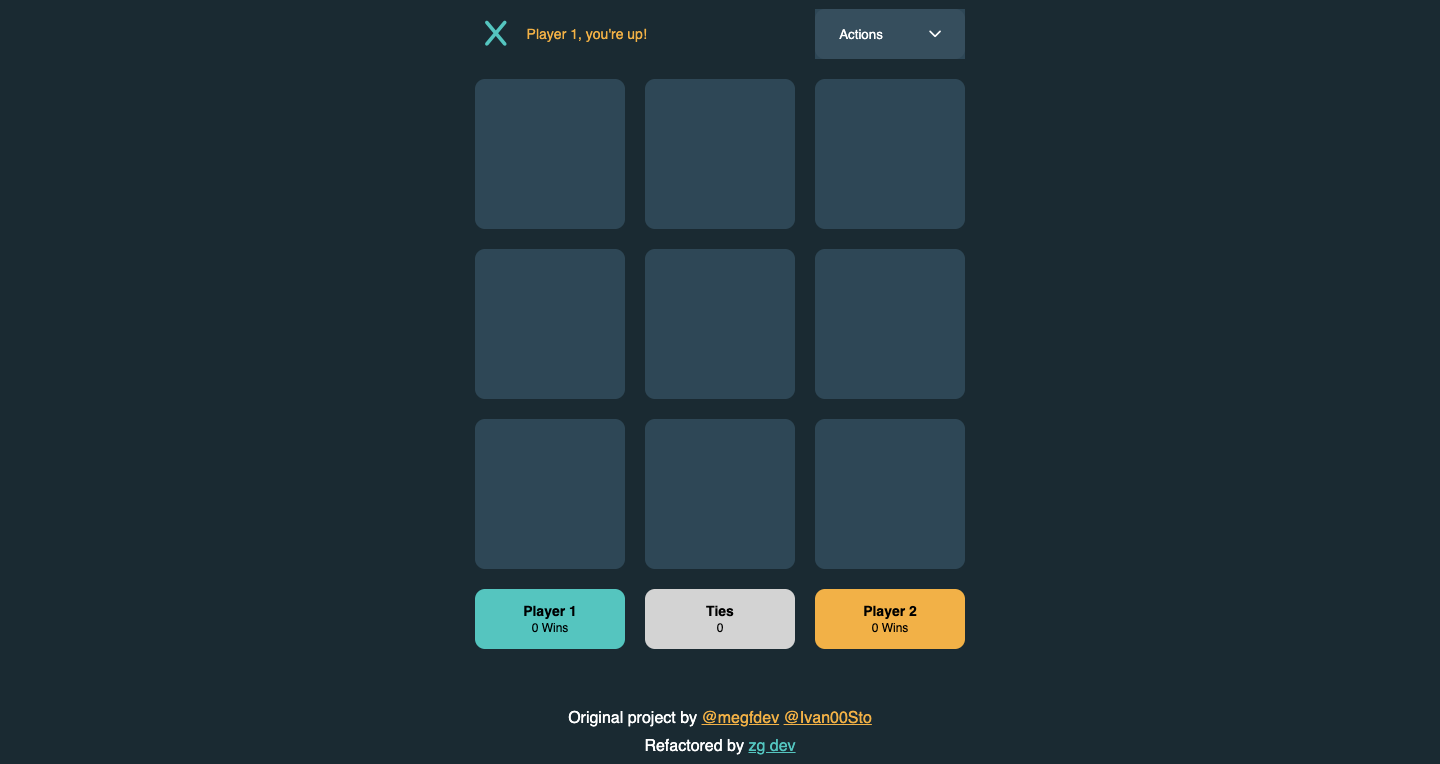 Player 1, you're up!
Actions
Player 1
0 Wins
Ties
0
Player 2
0 Wins
Original project by @megfdev @Ivan00Sto
Refactored by zg dev